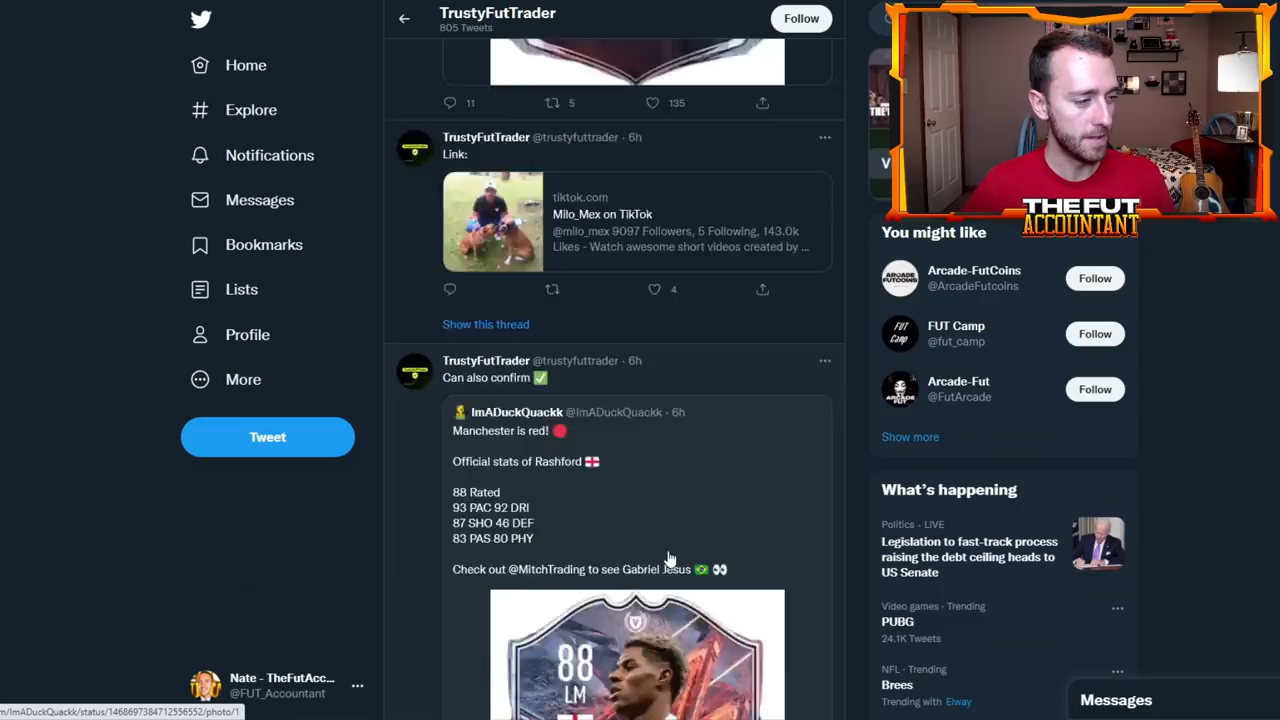 Home
Explore
Notifications
Messages
Bookmarks
Lists
Profile
More
Tweet
Nate - TheFutAcc...
@FUT_Accountant
m/ImADuckQuackk/status/1468697384712556552/photo/1
TrustyFutTrader
805 Tweets
Follow
11
5
135
TrustyFutTrader @trustyfuttrader · 6h
Link:
tiktok.com
Milo_Mex on TikTok
@milo_mex 9097 Followers, 5 Following, 143.0k
Likes - Watch awesome short videos created by ...
4
Show this thread
TrustyFutTrader @trustyfuttrader · 6h
Can also confirm ✅
ImADuckQuackk @ImADuckQuackk · 6h
Manchester is red! 🔴
Official stats of Rashford 🏴󠁧󠁢󠁥󠁮󠁧󠁿
88 Rated
93 PAC 92 DRI
87 SHO 46 DEF
83 PAS 80 PHY
Check out @MitchTrading to see Gabriel Jesus 🇧🇷 👀
88
LM
THE FUT
ACCOUNTANT
You might like
Arcade-FutCoins
@ArcadeFutcoins
Follow
FUT Camp
@fut_camp
Follow
Arcade-Fut
@FutArcade
Follow
Show more
What's happening
Politics · LIVE
Legislation to fast-track process
raising the debt ceiling heads to
US Senate
Video games · Trending
PUBG
24.1K Tweets
NFL · Trending
Brees
Trending with Elway
Messages